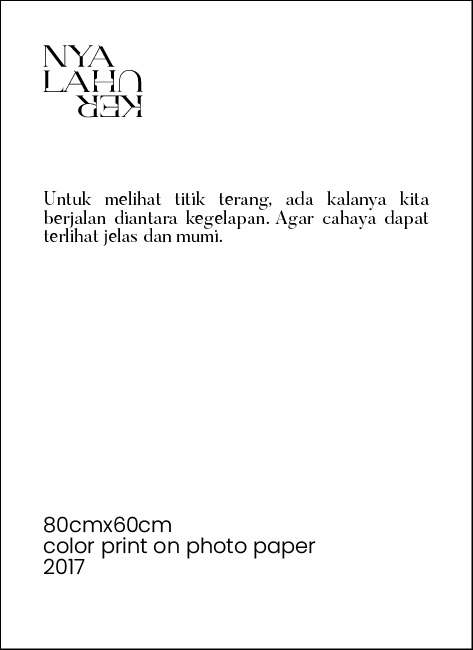 NYA
LAHU
KER
Untuk melihat titik terang, ada kalanya kita
berjalan diantara kegelapan. Agar cahaya dapat
terlihat jelas dan murni.
80cmx60cm
color print on photo paper
2017